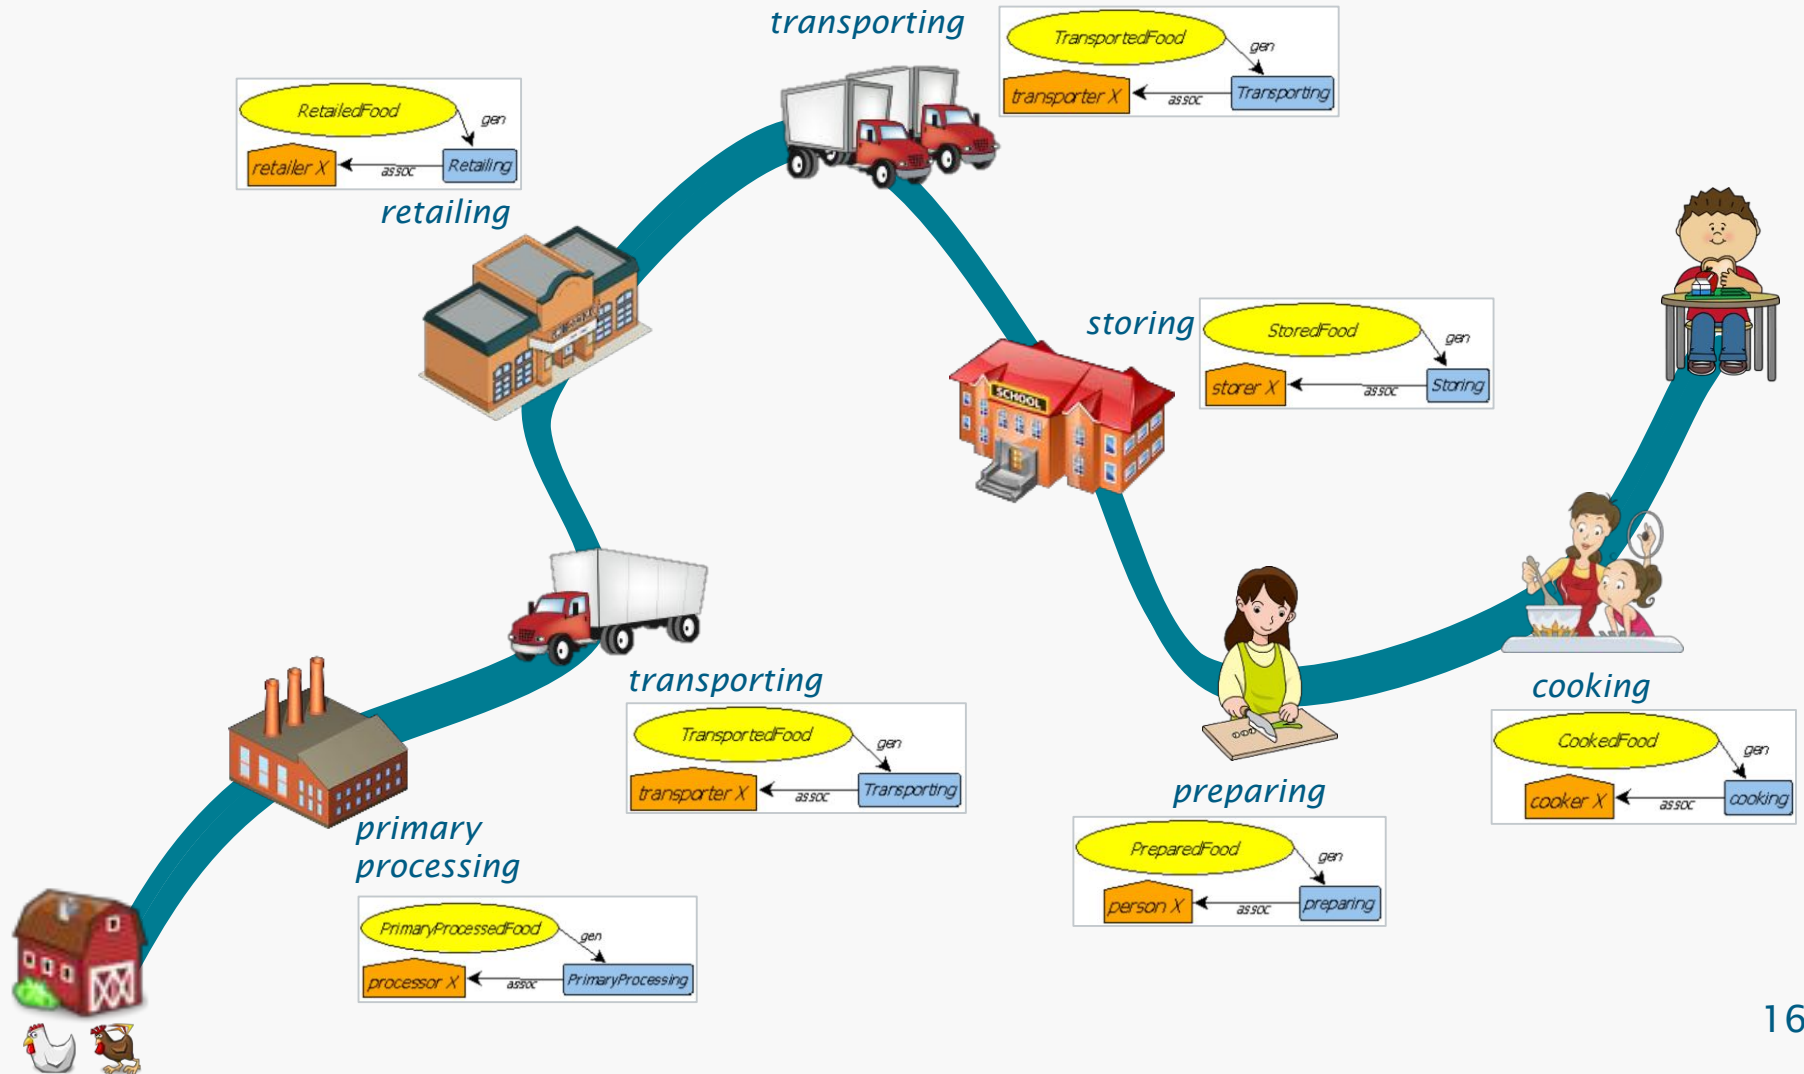 transporting
TransportedFood
gen
transporter X
assoc
Transporting
RetailedFood
gen
retailer X
assoc
Retailing
retailing
storing
StoredFood
gen
storer X
assoc
Storing
SCHOOL
transporting
TransportedFood
gen
transporter X
assoc
Transporting
cooking
CookedFood
gen
cooker X
assoc
cooking
preparing
PreparedFood
gen
person X
assoc
preparing
primary
processing
PrimaryProcessedFood
gen
processor X
assoc
PrimaryProcessing
16